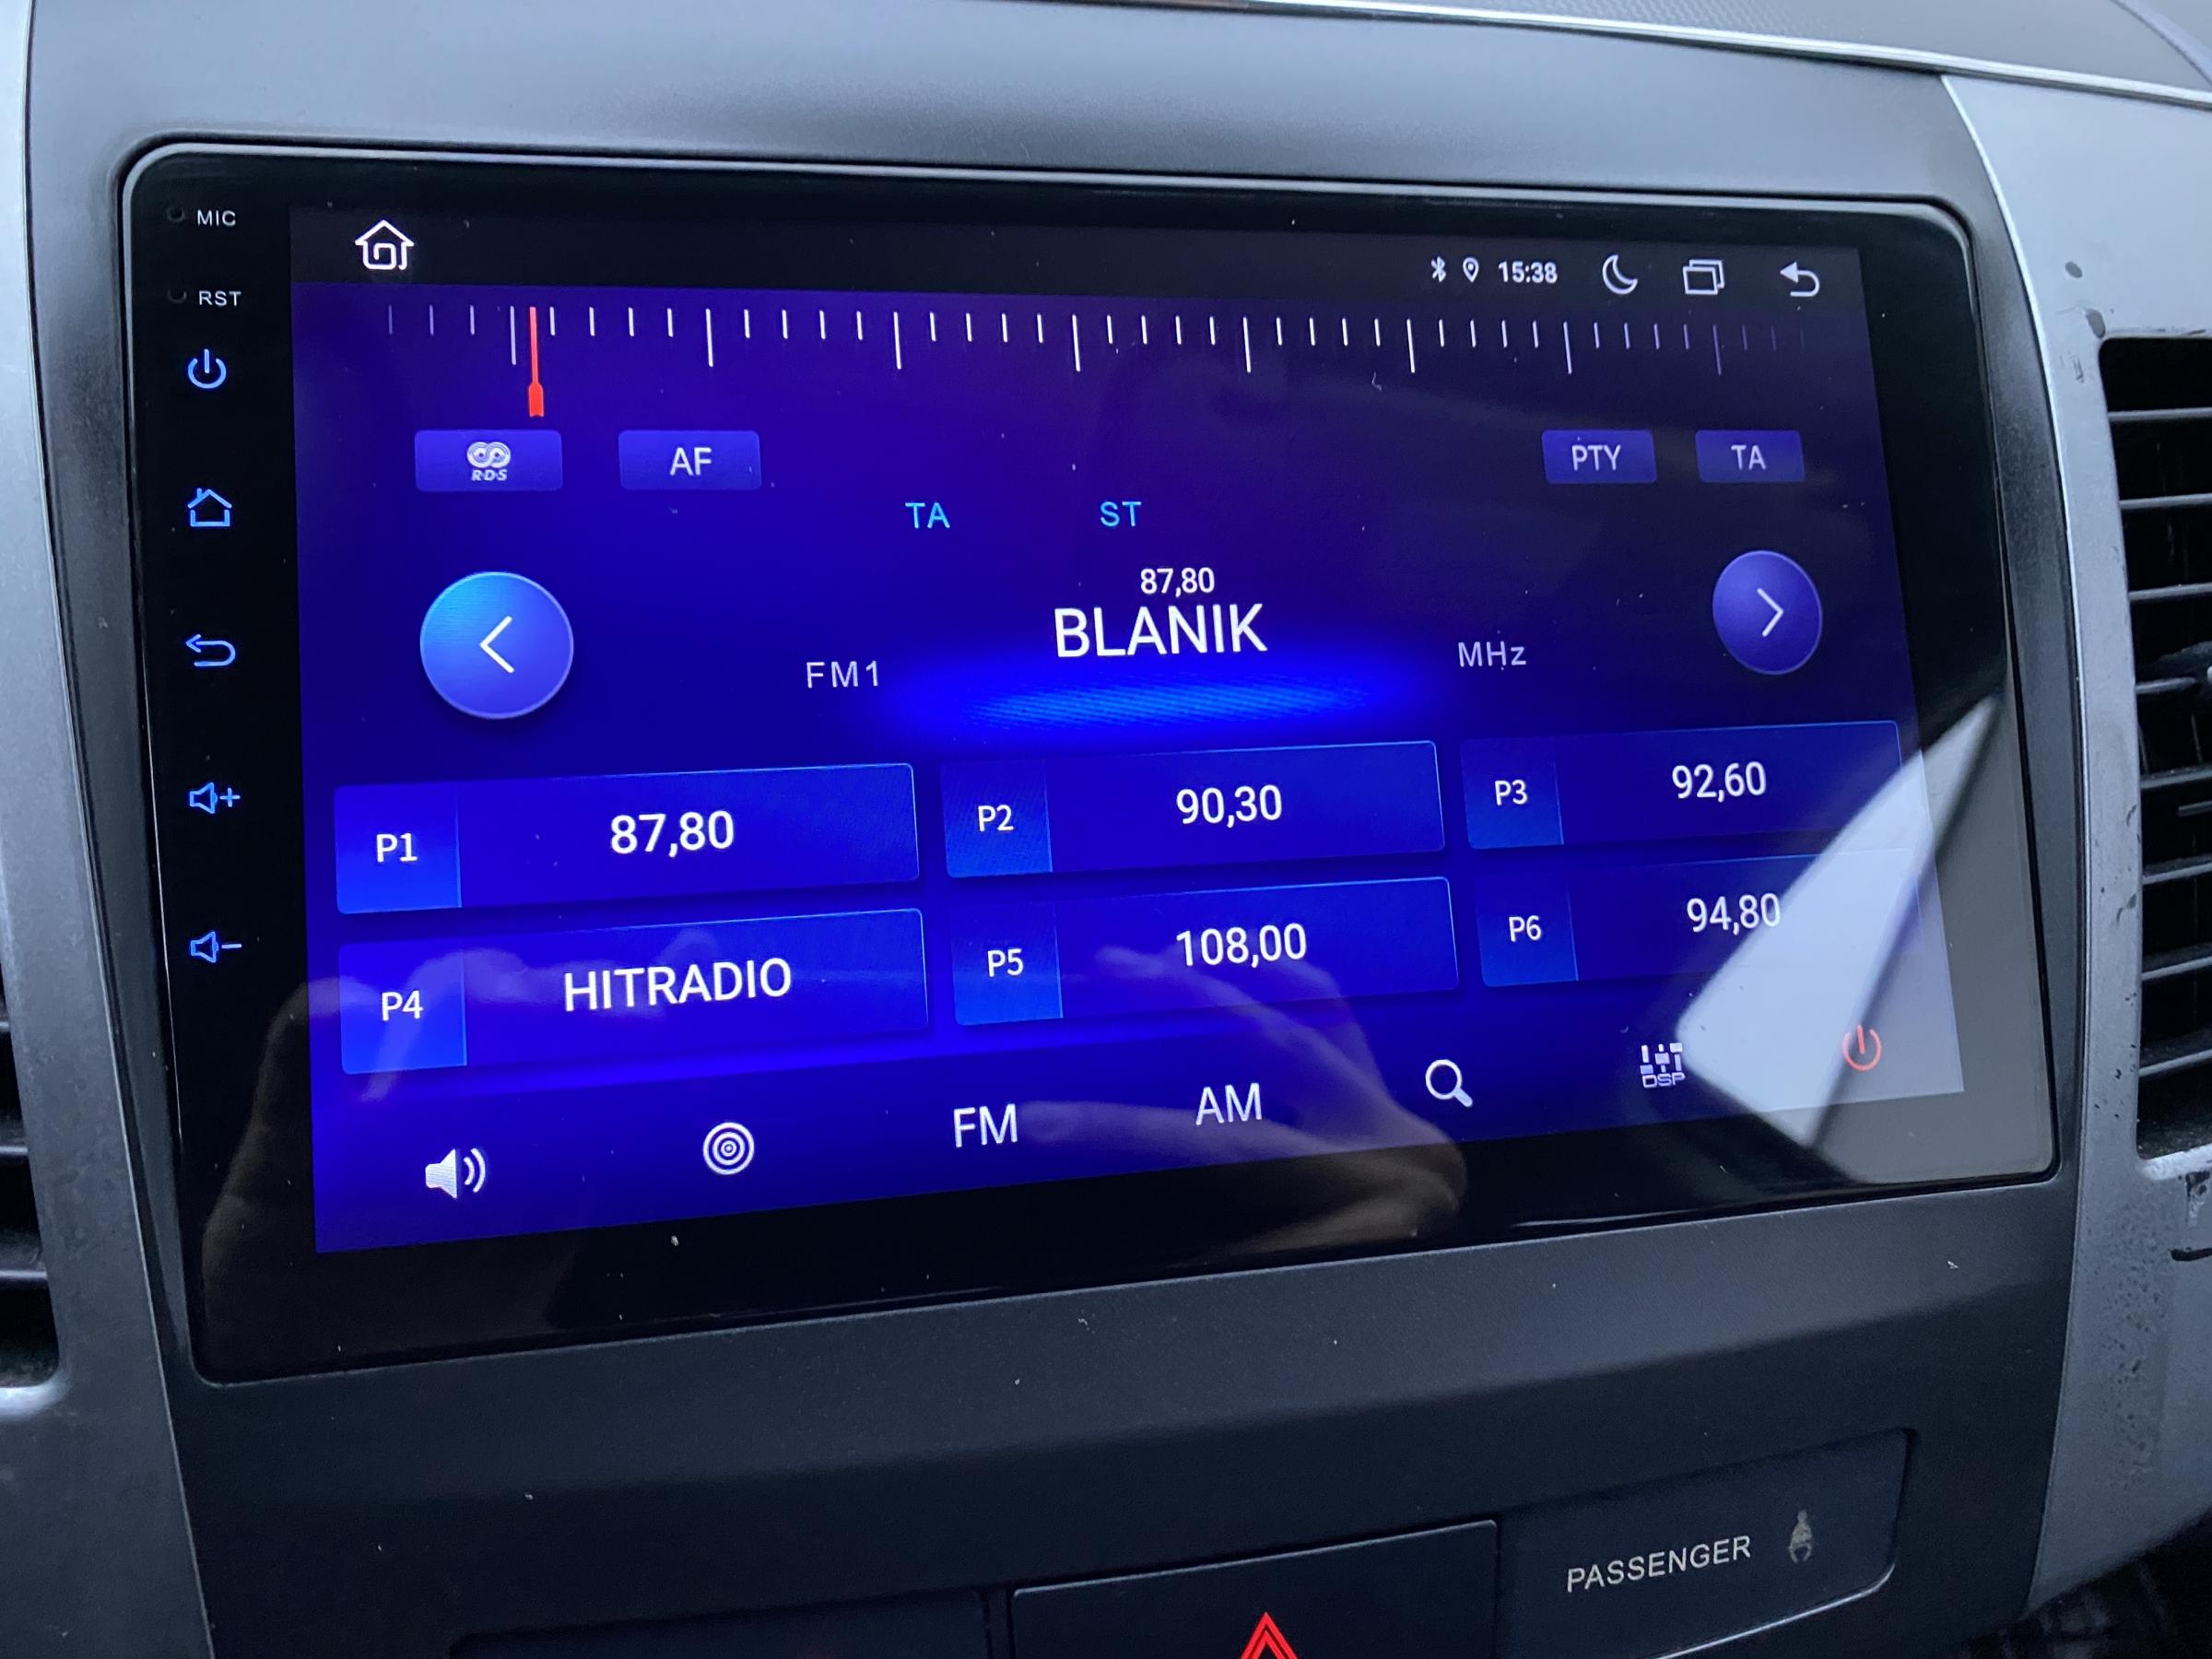 MIC
15:38
RST
RDS AF PTY TA
TA ST
87,80
BLANIK
FM1 MHz
P1 87,80 P2 90,30 P3 92,60
P4 HITRADIO P5 108,00 P6 94,80
FM AM DSP
PASSENGER